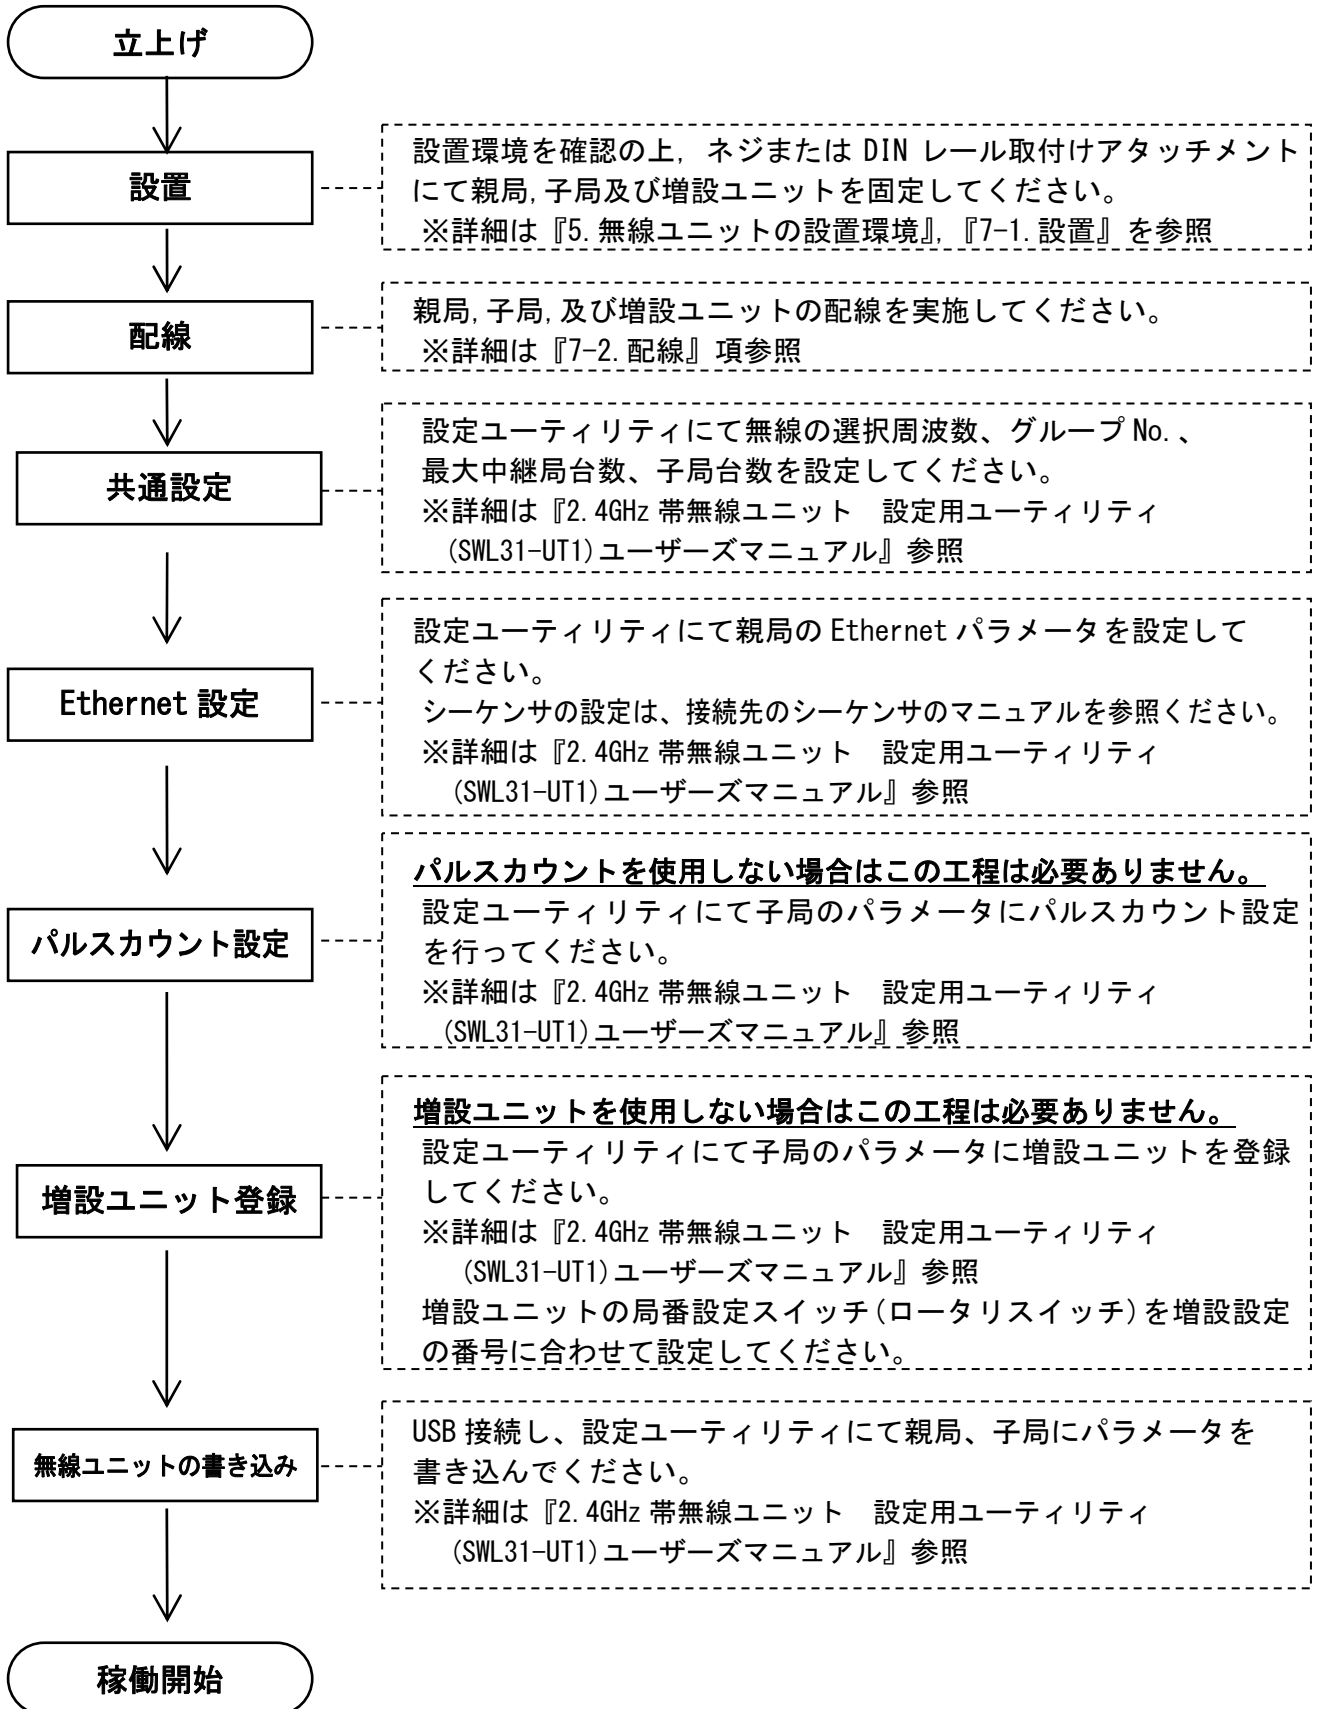 立上げ
設置
設置環境を確認の上, ネジまたは DIN レール取付けアタッチメント
にて親局,子局及び増設ユニットを固定してください。
※詳細は『5.無線ユニットの設置環境』,『7-1.設置』を参照
配線
親局,子局,及び増設ユニットの配線を実施してください。
※詳細は『7-2.配線』項参照
共通設定
設定ユーティリティにて無線の選択周波数、グループ No.、
最大中継局台数、子局台数を設定してください。
※詳細は『2.4GHz 帯無線ユニット　設定用ユーティリティ
(SWL31-UT1)ユーザーズマニュアル』参照
Ethernet 設定
設定ユーティリティにて親局の Ethernet パラメータを設定して
ください。
シーケンサの設定は、接続先のシーケンサのマニュアルを参照ください。
※詳細は『2.4GHz 帯無線ユニット　設定用ユーティリティ
(SWL31-UT1)ユーザーズマニュアル』参照
パルスカウント設定
パルスカウントを使用しない場合はこの工程は必要ありません。
設定ユーティリティにて子局のパラメータにパルスカウント設定
を行ってください。
※詳細は『2.4GHz 帯無線ユニット　設定用ユーティリティ
(SWL31-UT1)ユーザーズマニュアル』参照
増設ユニット登録
増設ユニットを使用しない場合はこの工程は必要ありません。
設定ユーティリティにて子局のパラメータに増設ユニットを登録
してください。
※詳細は『2.4GHz 帯無線ユニット　設定用ユーティリティ
(SWL31-UT1)ユーザーズマニュアル』参照
増設ユニットの局番設定スイッチ(ロータリスイッチ)を増設設定
の番号に合わせて設定してください。
無線ユニットの書き込み
USB 接続し、設定ユーティリティにて親局、子局にパラメータを
書き込んでください。
※詳細は『2.4GHz 帯無線ユニット　設定用ユーティリティ
(SWL31-UT1)ユーザーズマニュアル』参照
稼働開始